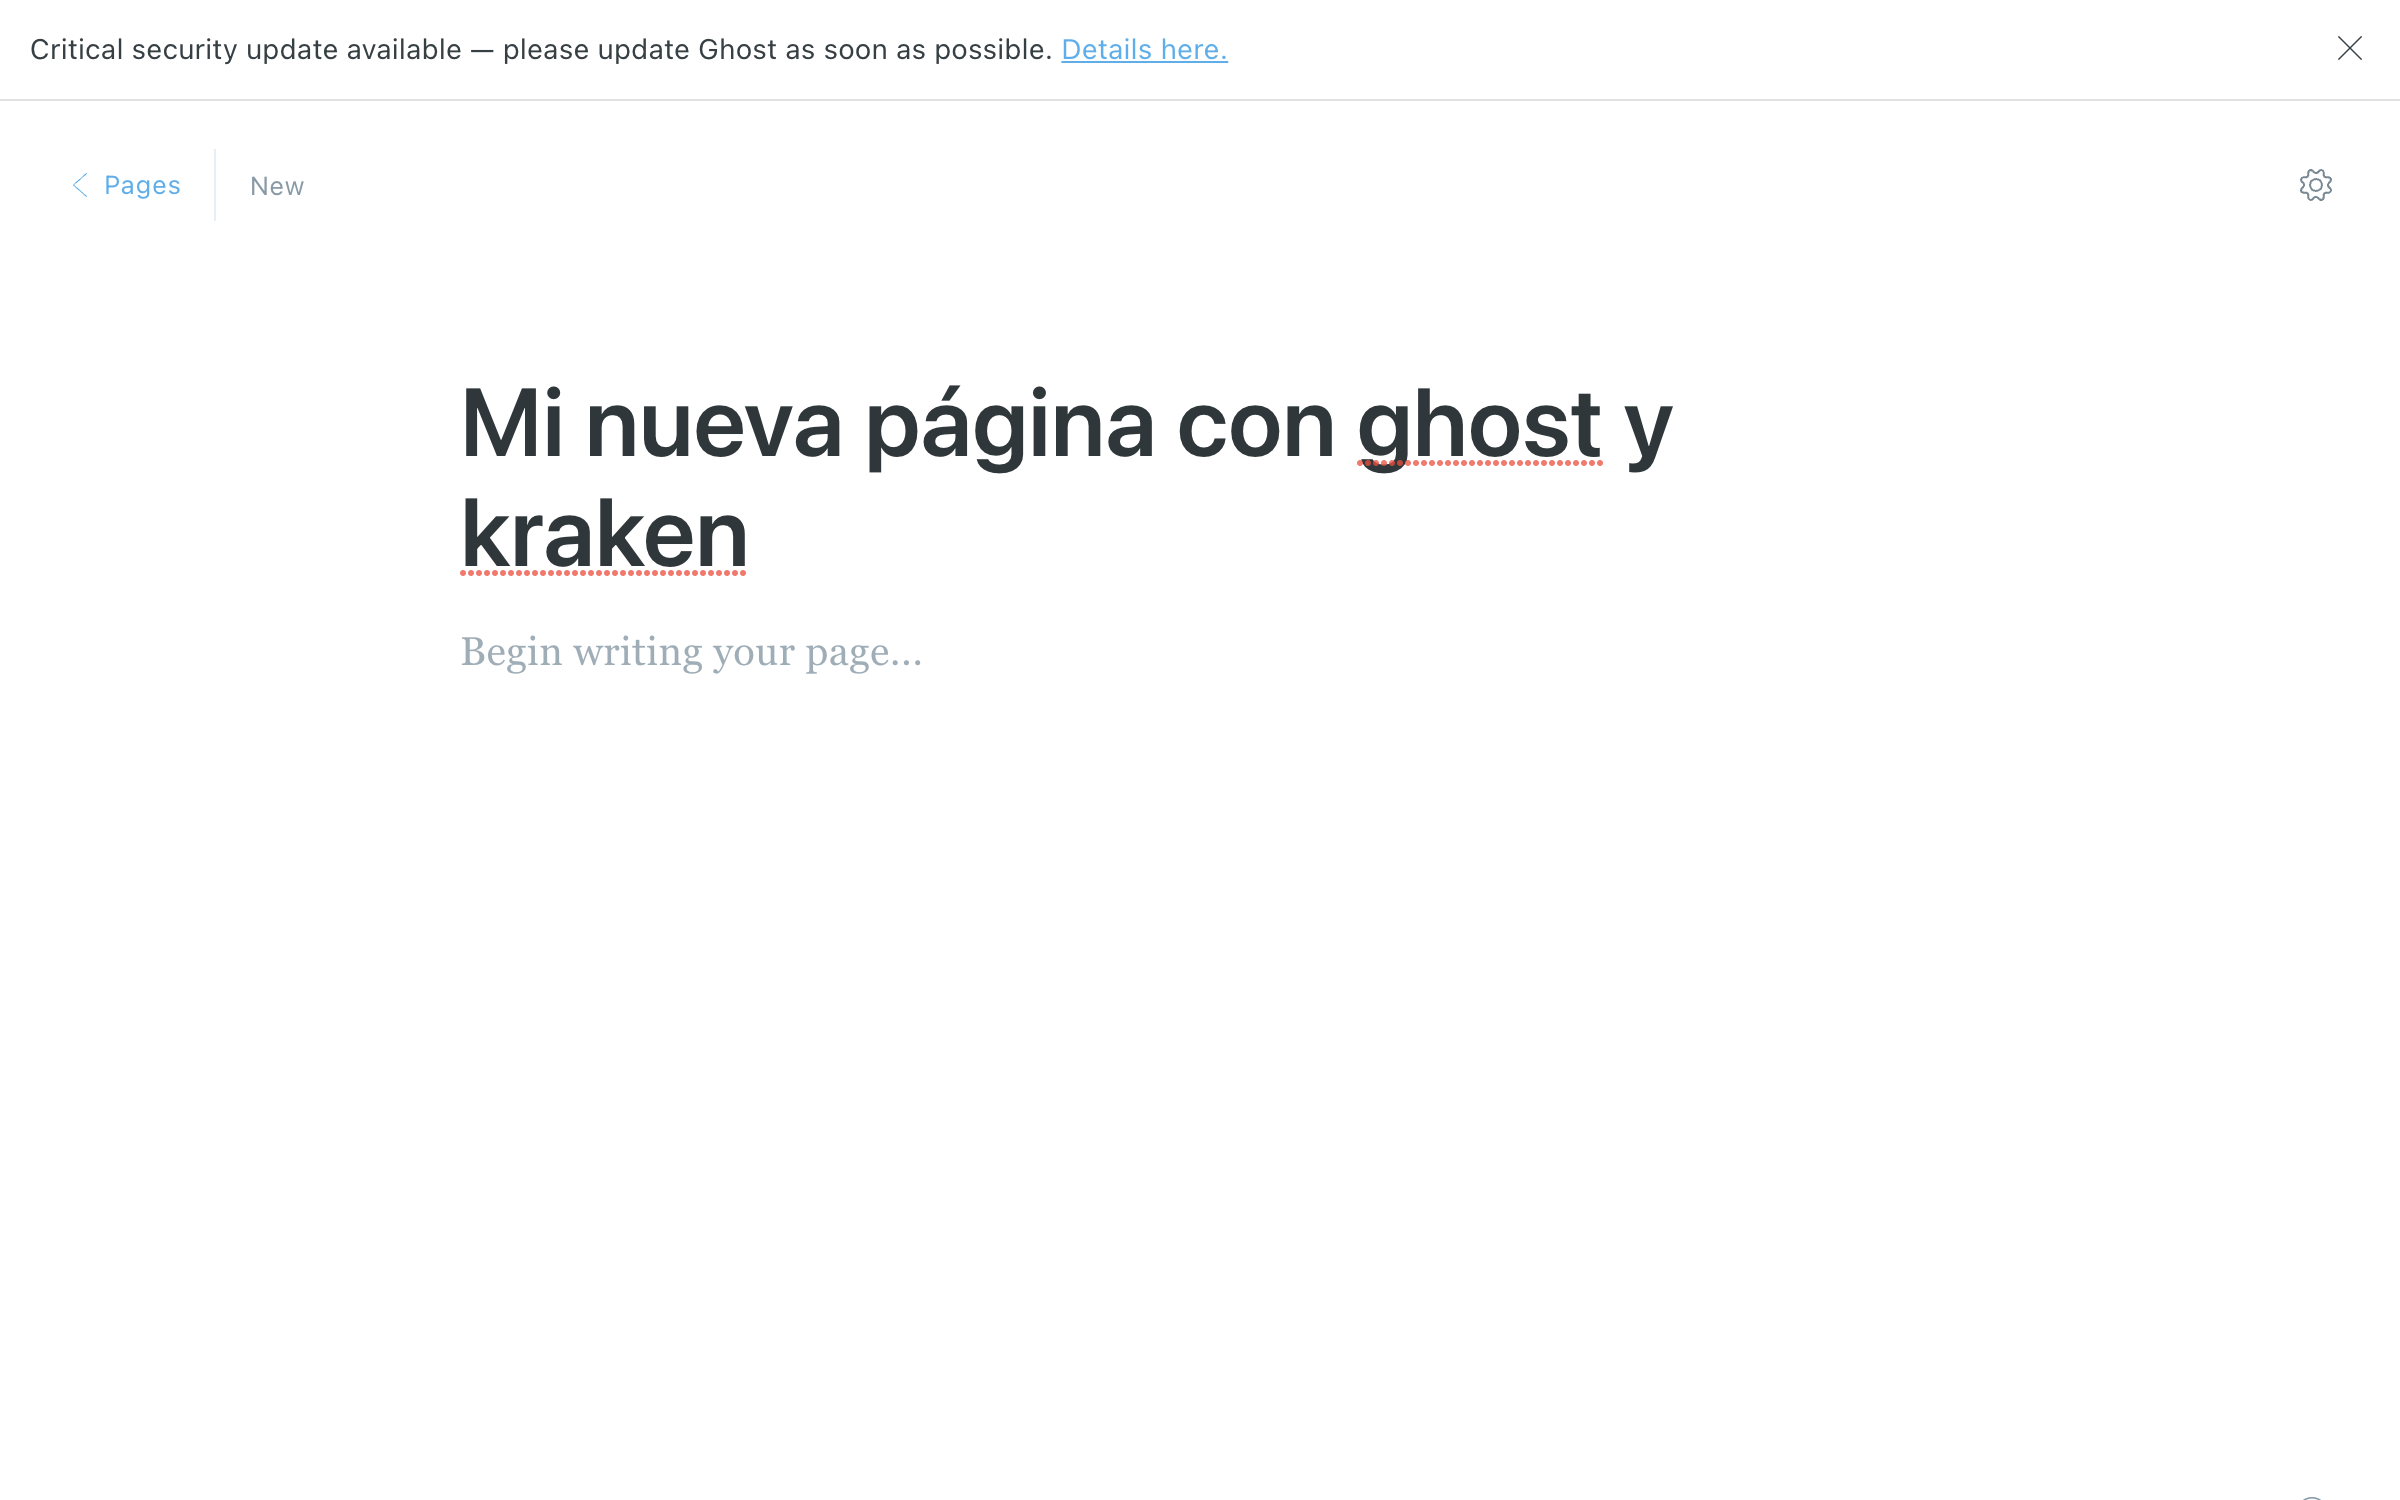 Critical security update available — please update Ghost as soon as possible. Details here.
Pages
New
Mi nueva página con ghost y
kraken
Begin writing your page...